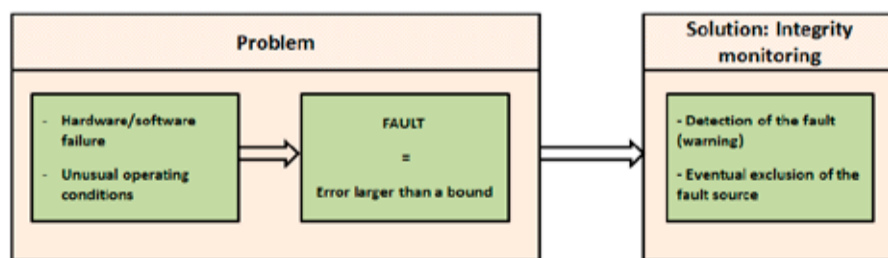 Problem
- Hardware/software
failure
- Unusual operating
conditions
FAULT
=
Error larger than a bound
Solution: Integrity
monitoring
- Detection of the fault
(warning)
- Eventual exclusion of the
fault source